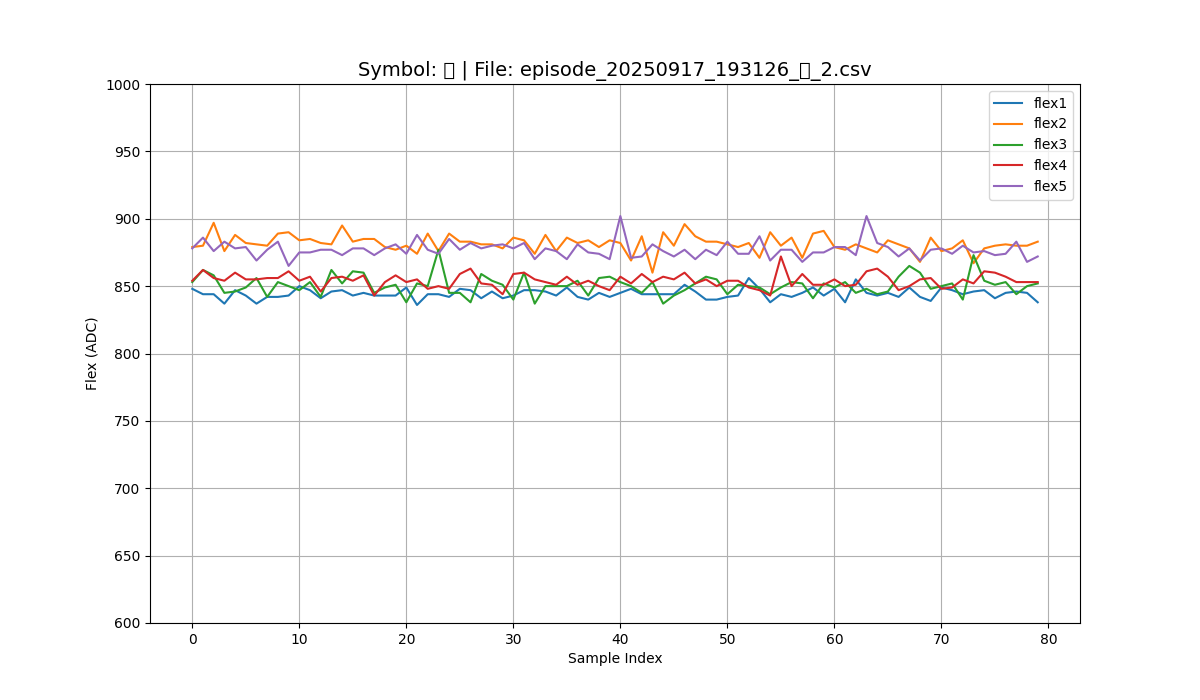 Symbol: | File: episode_20250917_193126_ _2.csv
1000
950
900
850
800
750
700
650
600
Flex (ADC)
0 10 20 30 40 50 60 70 80
Sample Index
flex1
flex2
flex3
flex4
flex5